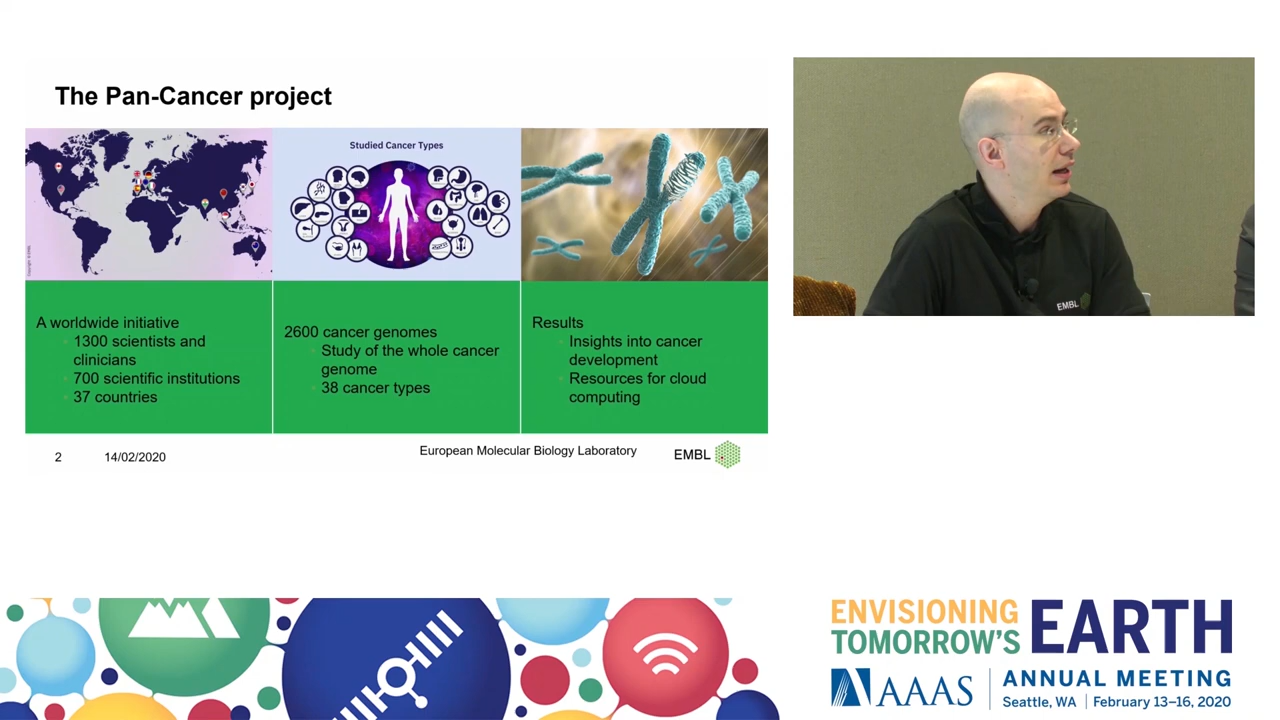 The Pan-Cancer project
Studied Cancer Types
A worldwide initiative
1300 scientists and
clinicians
700 scientific institutions
37 countries
2600 cancer genomes
Study of the whole cancer
genome
38 cancer types
Results
Insights into cancer
development
Resources for cloud
computing
2
14/02/2020
European Molecular Biology Laboratory
EMBL
EMBL
ENVISIONING
TOMORROW'S
EARTH
AAAS
ANNUAL MEETING
Seattle, WA | February 13–16, 2020